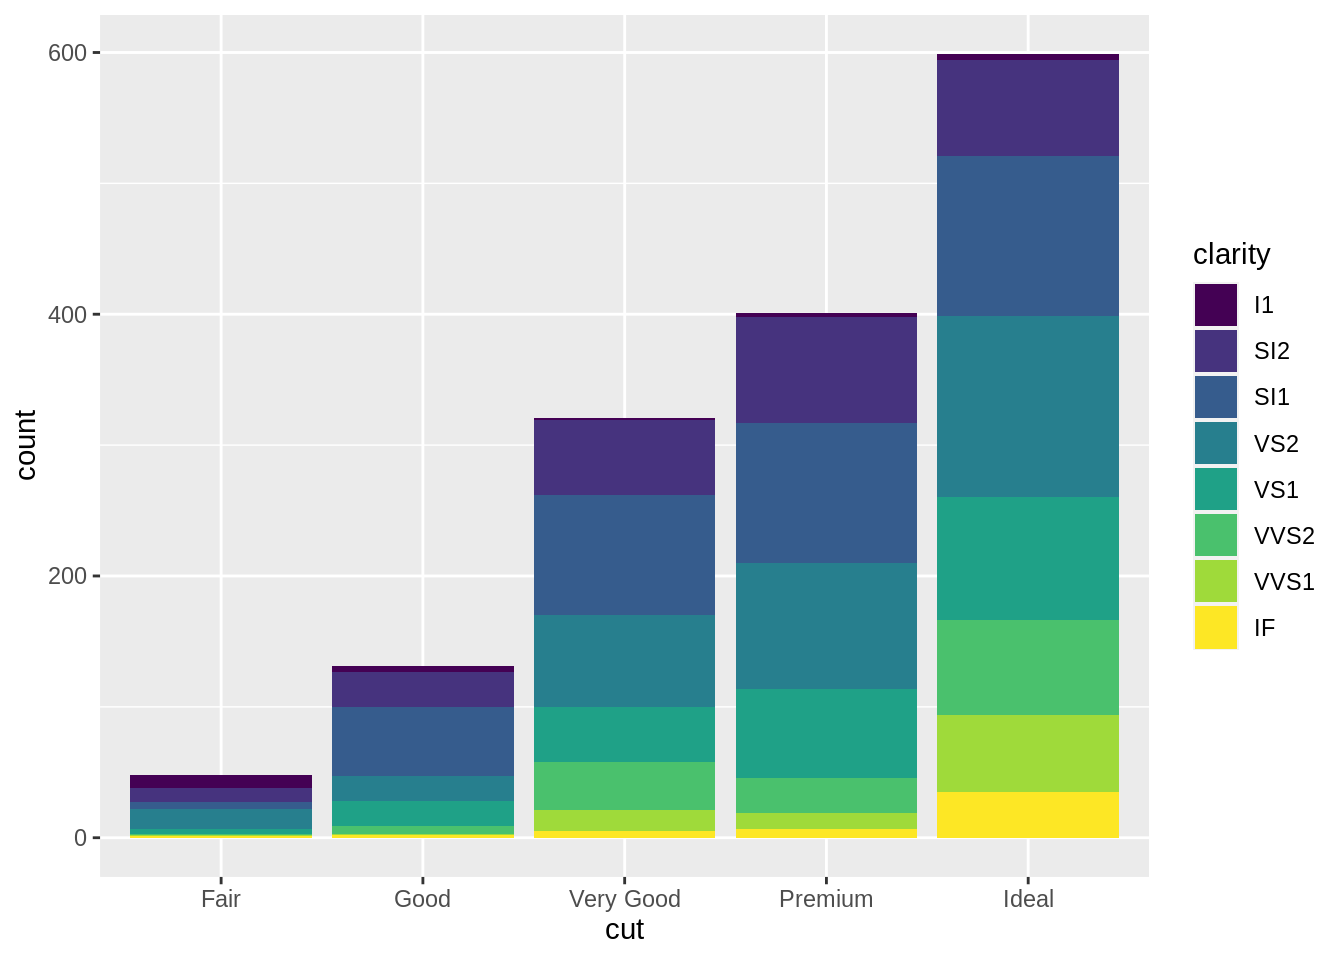 600
400
200
0
count
Fair
Good
Very Good
Premium
Ideal
cut
clarity
I1
SI2
SI1
VS2
VS1
VVS2
VVS1
IF